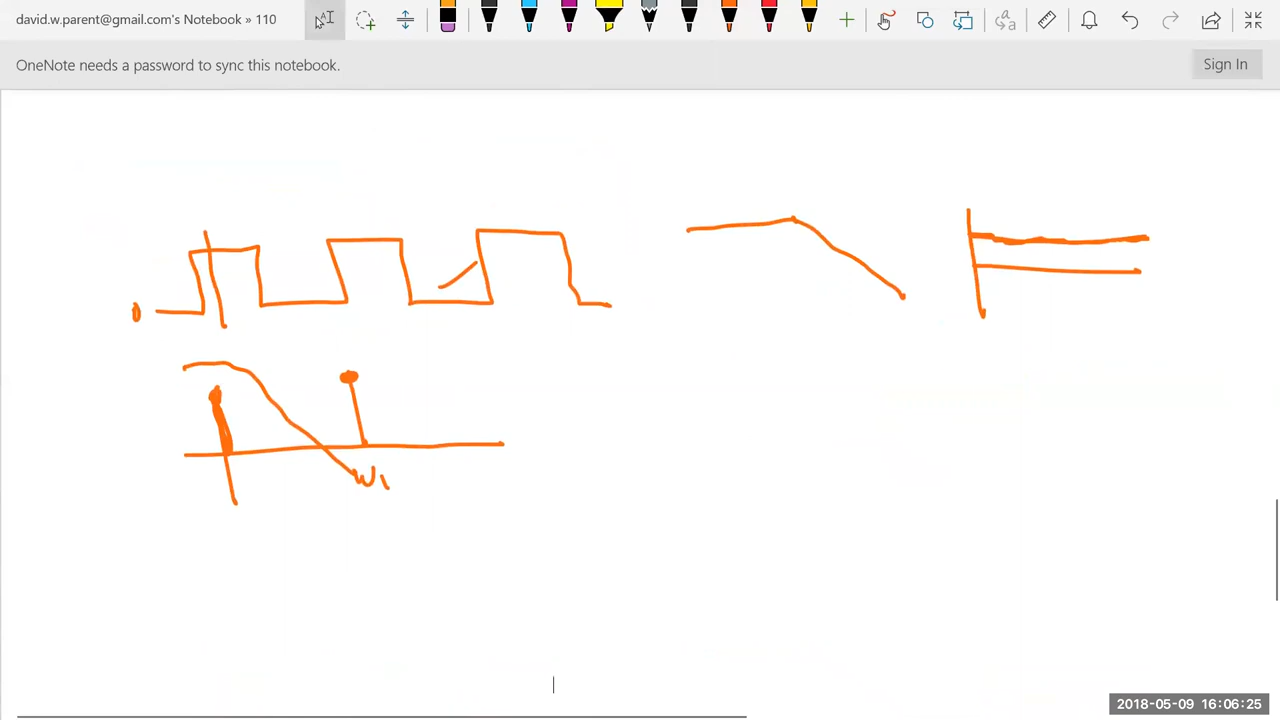 david.w.parent@gmail.com's Notebook » 110
OneNote needs a password to sync this notebook.
Sign In
0
W1
2018-05-09 16:06:25